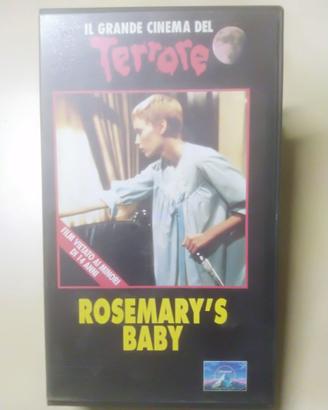 IL GRANDE CINEMA DEL
Terrore
FILM VIETATO AI MINORI
DI 14 ANNI
ROSEMARY'S
BABY